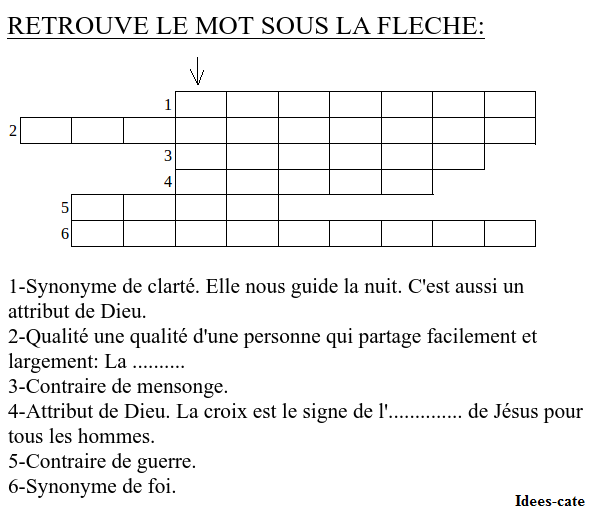 RETROUVE LE MOT SOUS LA FLECHE:
1
2
3
4
5
6
1-Synonyme de clarté. Elle nous guide la nuit. C'est aussi un
attribut de Dieu.
2-Qualité une qualité d'une personne qui partage facilement et
largement: La ..........
3-Contraire de mensonge.
4-Attribut de Dieu. La croix est le signe de l'.............. de Jésus pour
tous les hommes.
5-Contraire de guerre.
6-Synonyme de foi.
Idees-cate